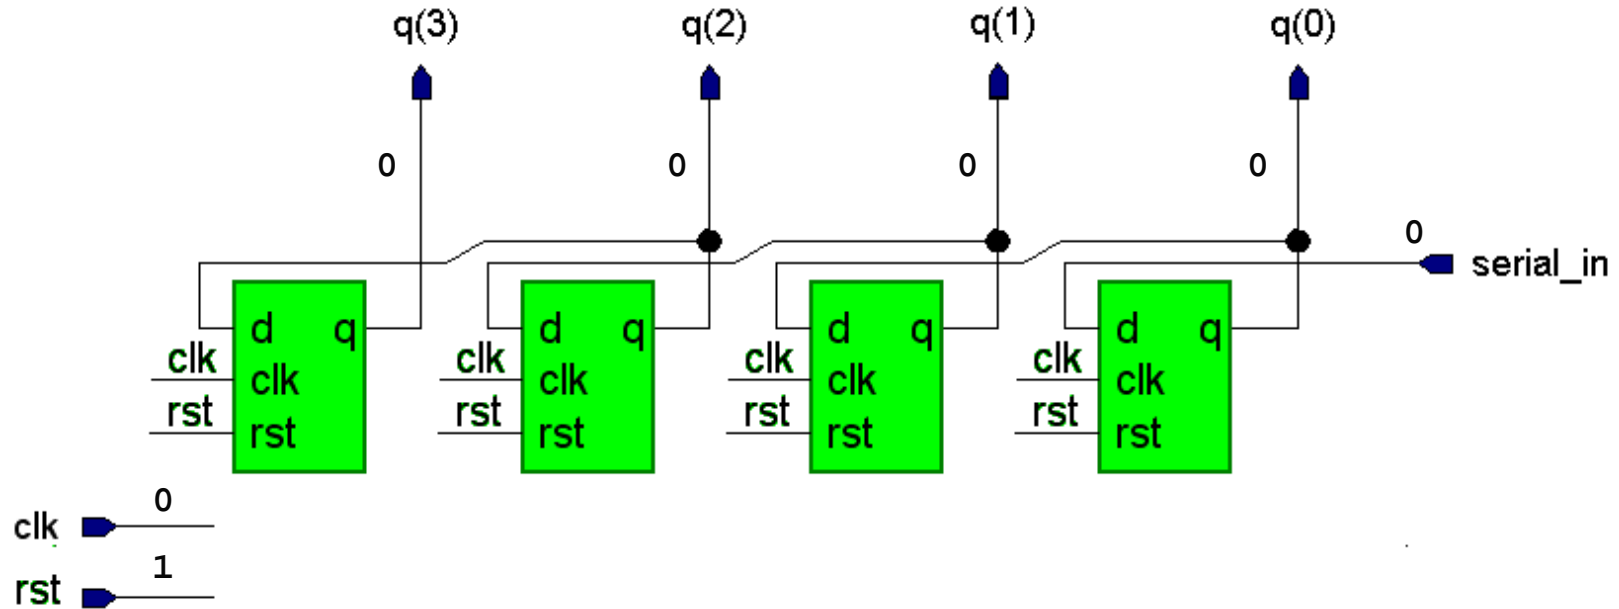 q(3) q(2) q(1) q(0)
0 0 0 0
0
serial_in
d q d q d q d q
clk clk clk clk
clk clk clk clk
rst rst rst rst
rst rst rst rst
0
clk
1
rst